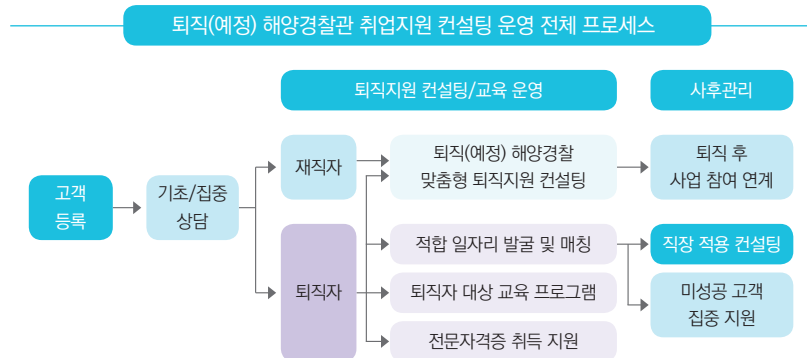 퇴직(예정) 해양경찰관 취업지원 컨설팅 운영 전체 프로세스
퇴직지원 컨설팅/교육 운영
사후관리
고객
등록
기초/집중
상담
재직자
퇴직(예정) 해양경찰
맞춤형 퇴직지원 컨설팅
퇴직 후
사업 참여 연계
퇴직자
적합 일자리 발굴 및 매칭
직장 적용 컨설팅
퇴직자 대상 교육 프로그램
미성공 고객
집중 지원
전문자격증 취득 지원